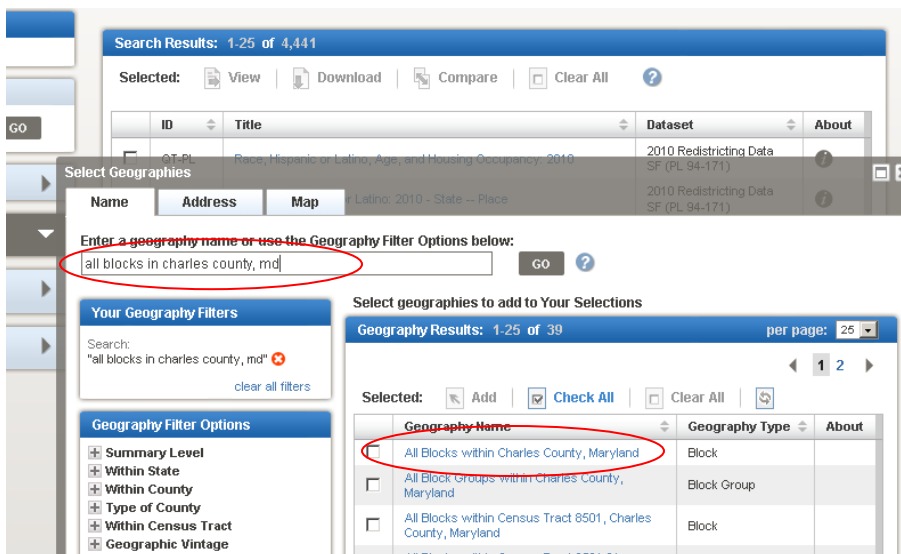 Search Results: 1-25 of 4,441
Selected: View Download Compare Clear All ?
GO
ID Title Dataset About
QT-PL Race, Hispanic or Latino, Age, and Housing Occupancy: 2010 2010 Redistricting Data SF (PL 94-171)
Select Geographies
r Latino: 2010 - State -- Place 2010 Redistricting Data SF (PL 94-171)
Name Address Map
Enter a geography name or use the Geography Filter Options below:
all blocks in charles county, md GO ?
Select geographies to add to Your Selections
Your Geography Filters
Search:
"all blocks in charles county, md"
clear all filters
Geography Filter Options
Summary Level
Within State
Within County
Type of County
Within Census Tract
Geographic Vintage
Geography Results: 1-25 of 39 per page: 25
1 2
Selected: Add Check All Clear All
Geography Name Geography Type About
All Blocks within Charles County, Maryland Block
All Block Groups within Charles County, Maryland Block Group
All Blocks within Census Tract 8501, Charles County, Maryland Block